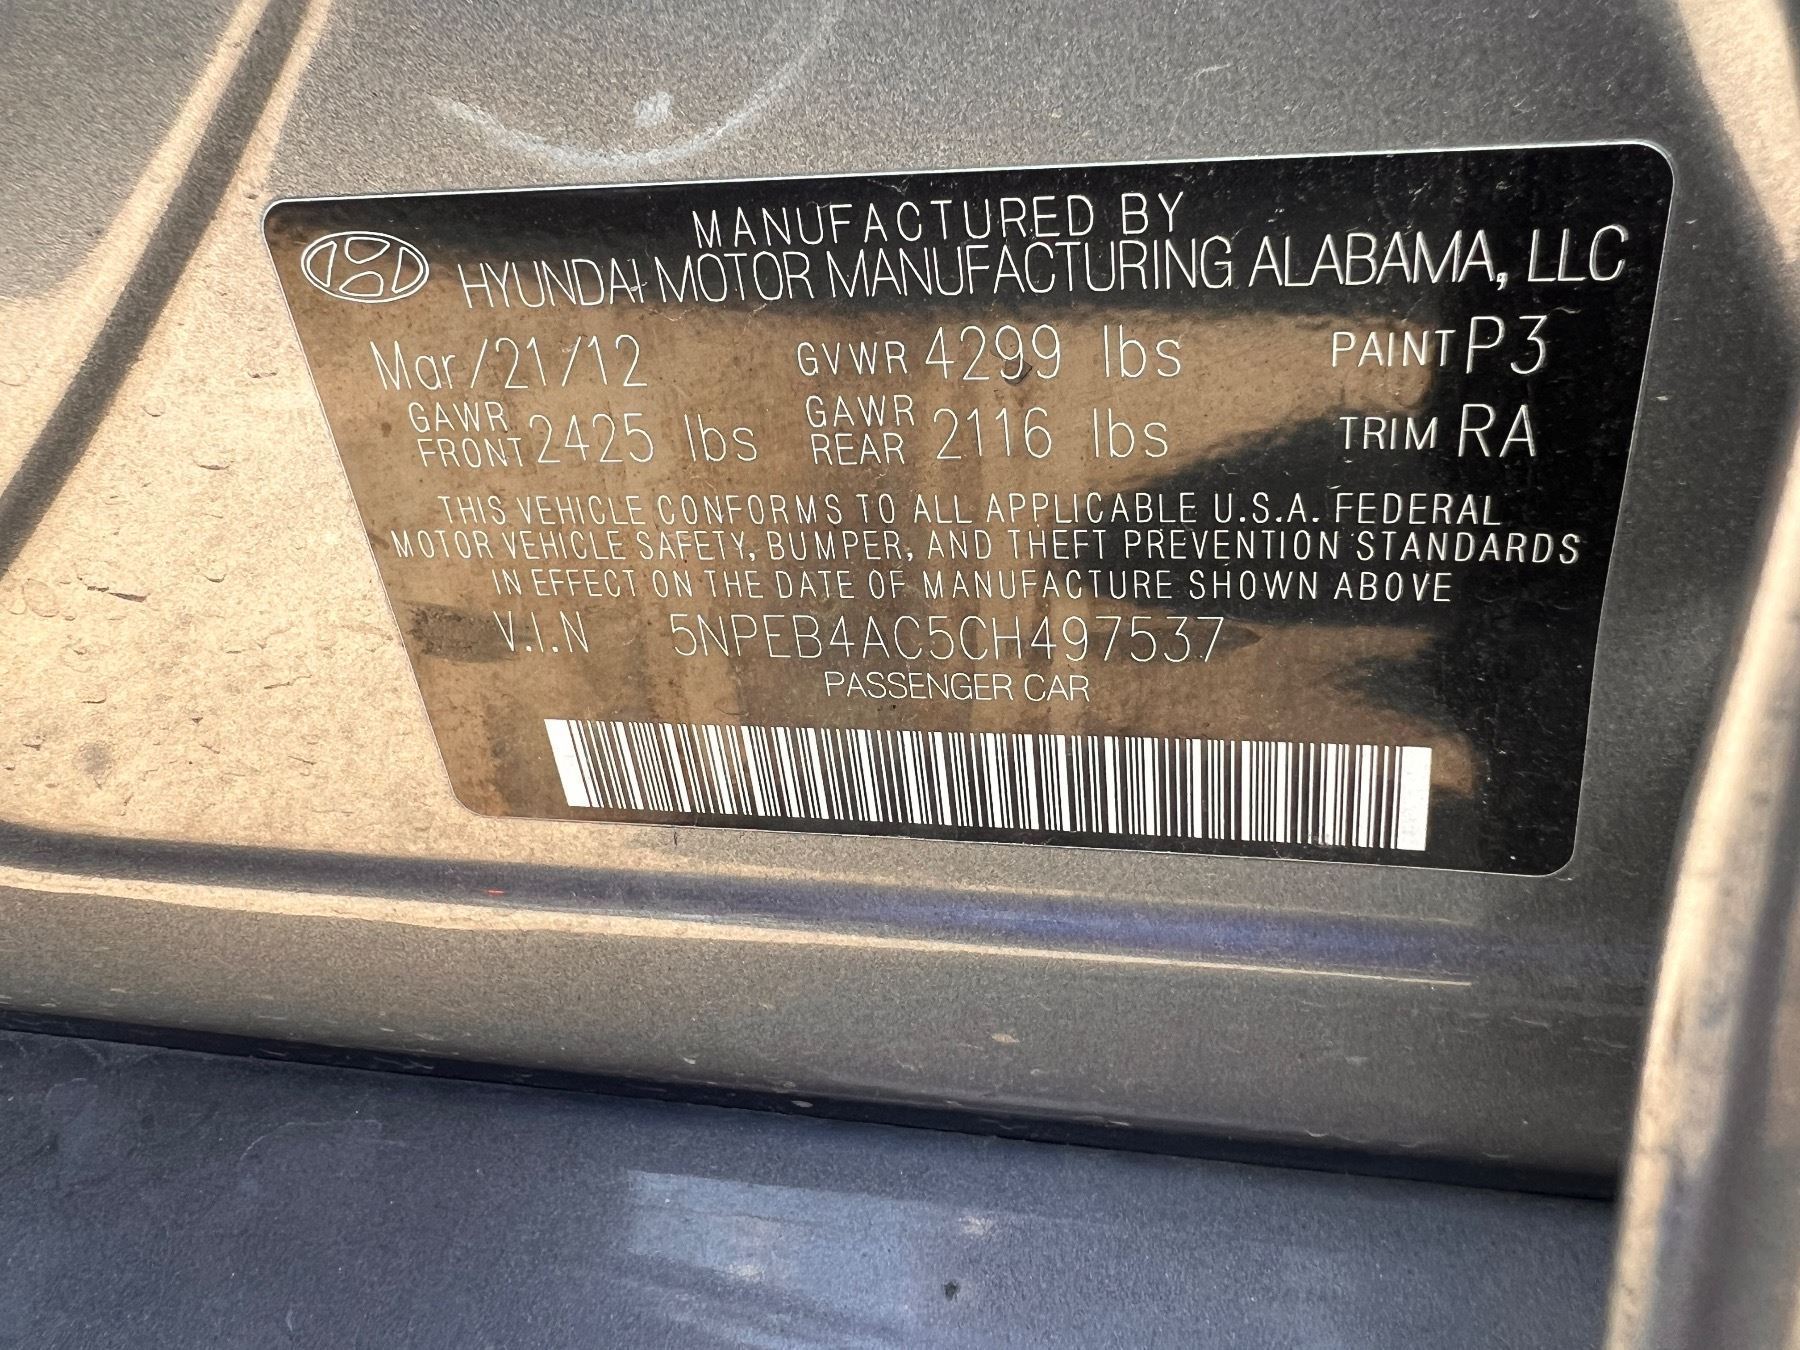 MANUFACTURED BY
HYUNDAI MOTOR MANUFACTURING ALABAMA, LLC
Mar/21/12 GVWR 4299 lbs PAINT P3
GAWR FRONT 2425 lbs GAWR REAR 2116 lbs TRIM RA
THIS VEHICLE CONFORMS TO ALL APPLICABLE U.S.A. FEDERAL
MOTOR VEHICLE SAFETY, BUMPER, AND THEFT PREVENTION STANDARDS
IN EFFECT ON THE DATE OF MANUFACTURE SHOWN ABOVE
V.I.N 5NPEB4AC5CH497537
PASSENGER CAR